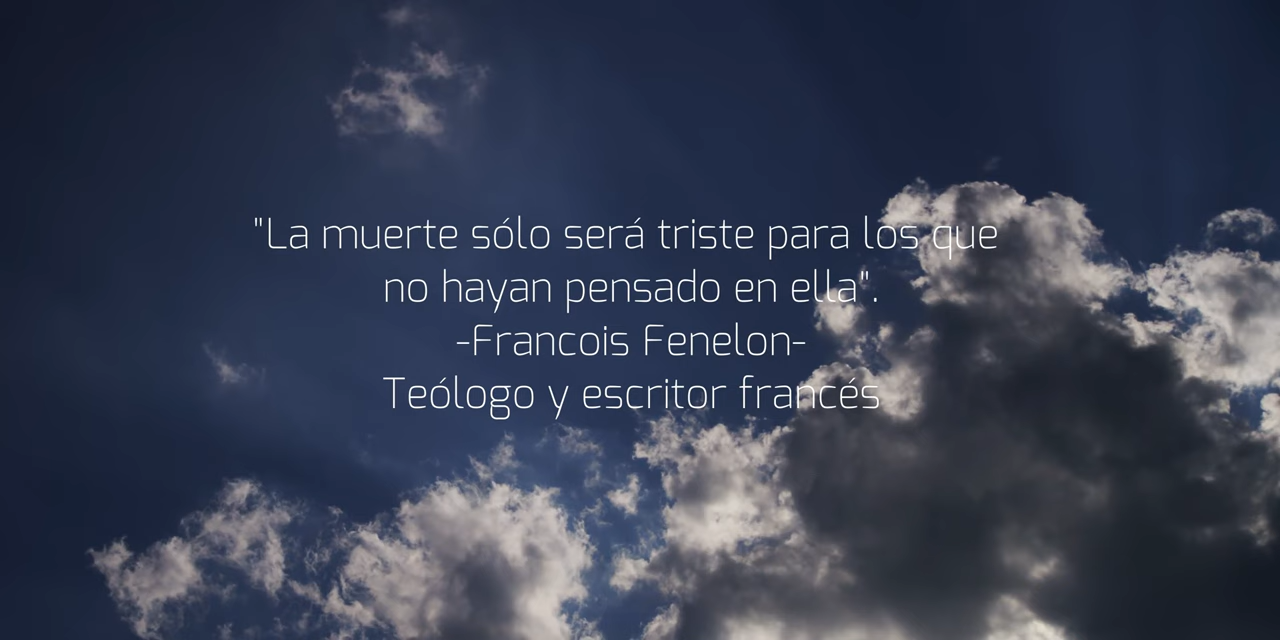 "La muerte sólo será triste para los que
no hayan pensado en ella".
-Francois Fenelon-
Teólogo y escritor francés